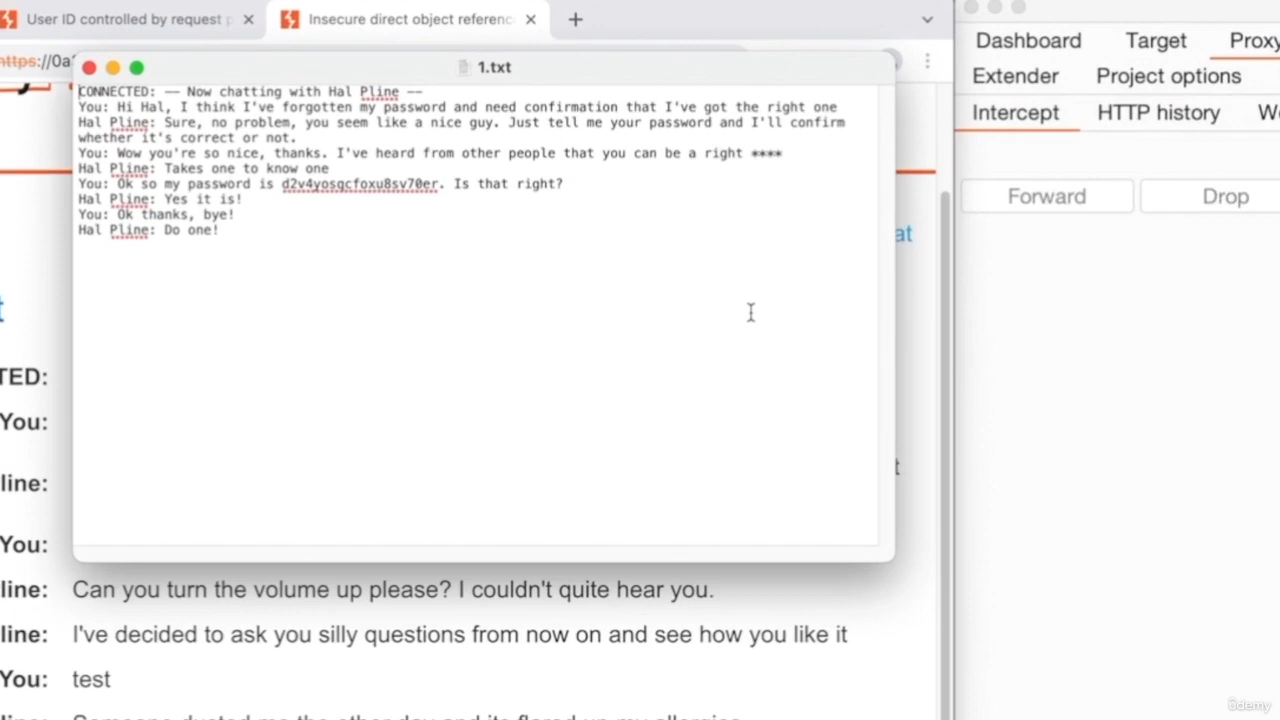 User ID controlled by request p
Insecure direct object referenc
https://0a
1.txt
CONNECTED: -- Now chatting with Hal Pline --
You: Hi Hal, I think I've forgotten my password and need confirmation that I've got the right one
Hal Pline: Sure, no problem, you seem like a nice guy. Just tell me your password and I'll confirm
whether it's correct or not.
You: Wow you're so nice, thanks. I've heard from other people that you can be a right ****
Hal Pline: Takes one to know one
You: Ok so my password is d2v4yosgcfoxu8sv70er. Is that right?
Hal Pline: Yes it is!
You: Ok thanks, bye!
Hal Pline: Do one!
at
t
TED:
You:
line:
t
You:
line: Can you turn the volume up please? I couldn't quite hear you.
line: I've decided to ask you silly questions from now on and see how you like it
You: test
Dashboard Target Proxy
Extender Project options
Intercept HTTP history We
Forward Drop
ûdemy